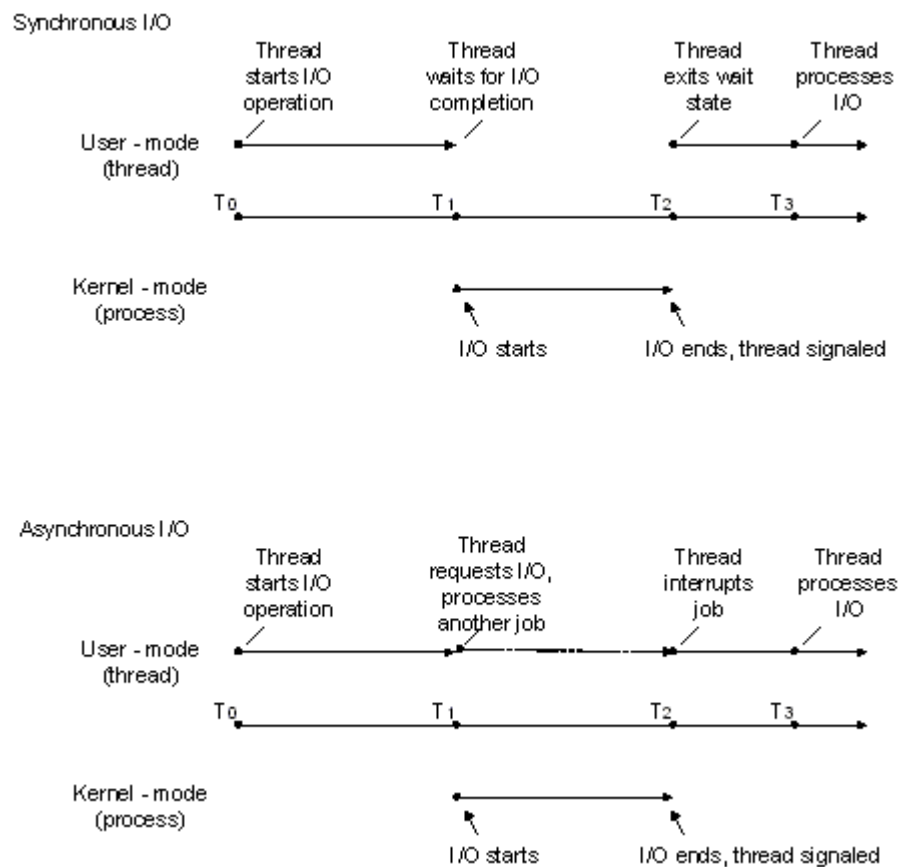 Synchronous I/O
Thread
starts I/O
operation
Thread
waits for I/O
completion
Thread
exits wait
state
Thread
processes
I/O
User - mode
(thread)
T0
T1
T2
T3
Kernel - mode
(process)
I/O starts
I/O ends, thread signaled
Asynchronous I/O
Thread
starts I/O
operation
Thread
requests I/O,
processes
another job
Thread
interrupts
job
Thread
processes
I/O
User - mode
(thread)
T0
T1
T2
T3
Kernel - mode
(process)
I/O starts
I/O ends, thread signaled